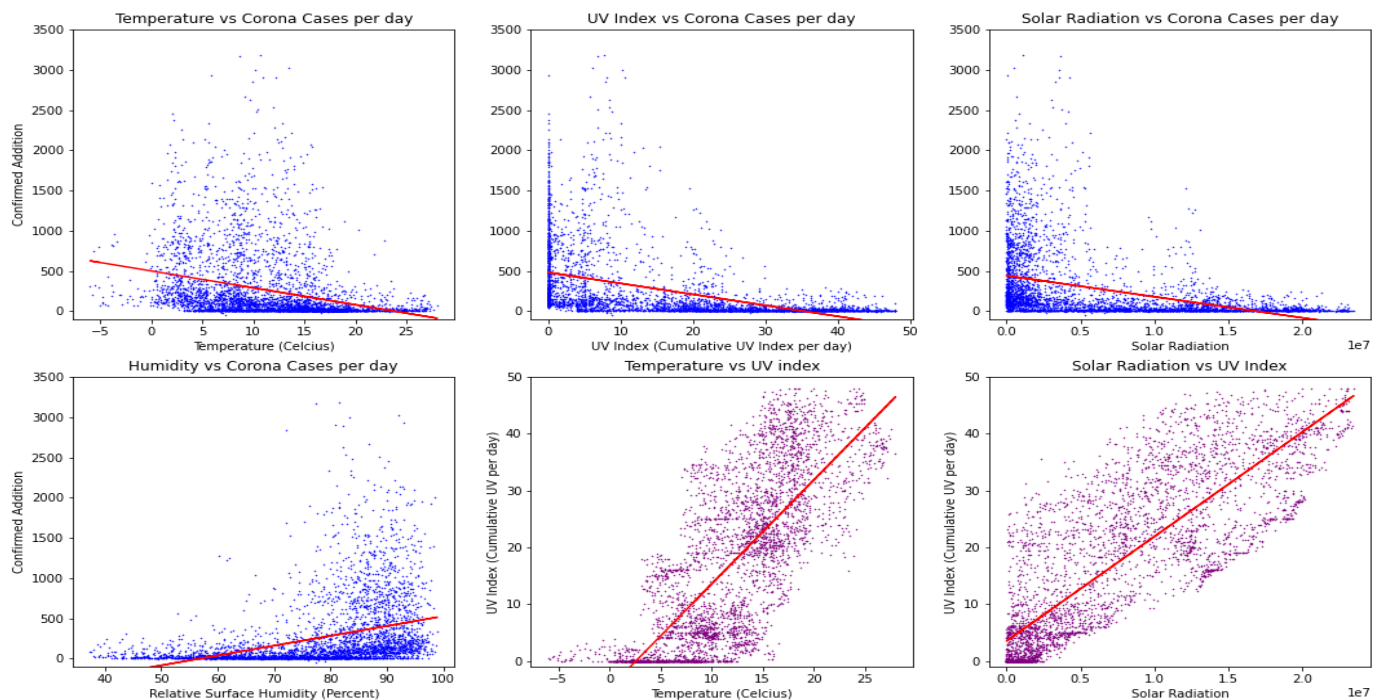 Temperature vs Corona Cases per day
3500
3000
2500
2000
1500
1000
500
0
Confirmed Addition
−5 0 5 10 15 20 25
Temperature (Celcius)
UV Index vs Corona Cases per day
3500
3000
2500
2000
1500
1000
500
0
0 10 20 30 40 50
UV Index (Cumulative UV Index per day)
Solar Radiation vs Corona Cases per day
3500
3000
2500
2000
1500
1000
500
0
0.0 0.5 1.0 1.5 2.0
1e7
Solar Radiation
Humidity vs Corona Cases per day
3500
3000
2500
2000
1500
1000
500
0
Confirmed Addition
40 50 60 70 80 90 100
Relative Surface Humidity (Percent)
Temperature vs UV index
50
40
30
20
10
0
UV Index (Cumulative UV per day)
−5 0 5 10 15 20 25
Temperature (Celcius)
Solar Radiation vs UV Index
50
40
30
20
10
0
UV Index (Cumulative UV per day)
0.0 0.5 1.0 1.5 2.0
1e7
Solar Radiation